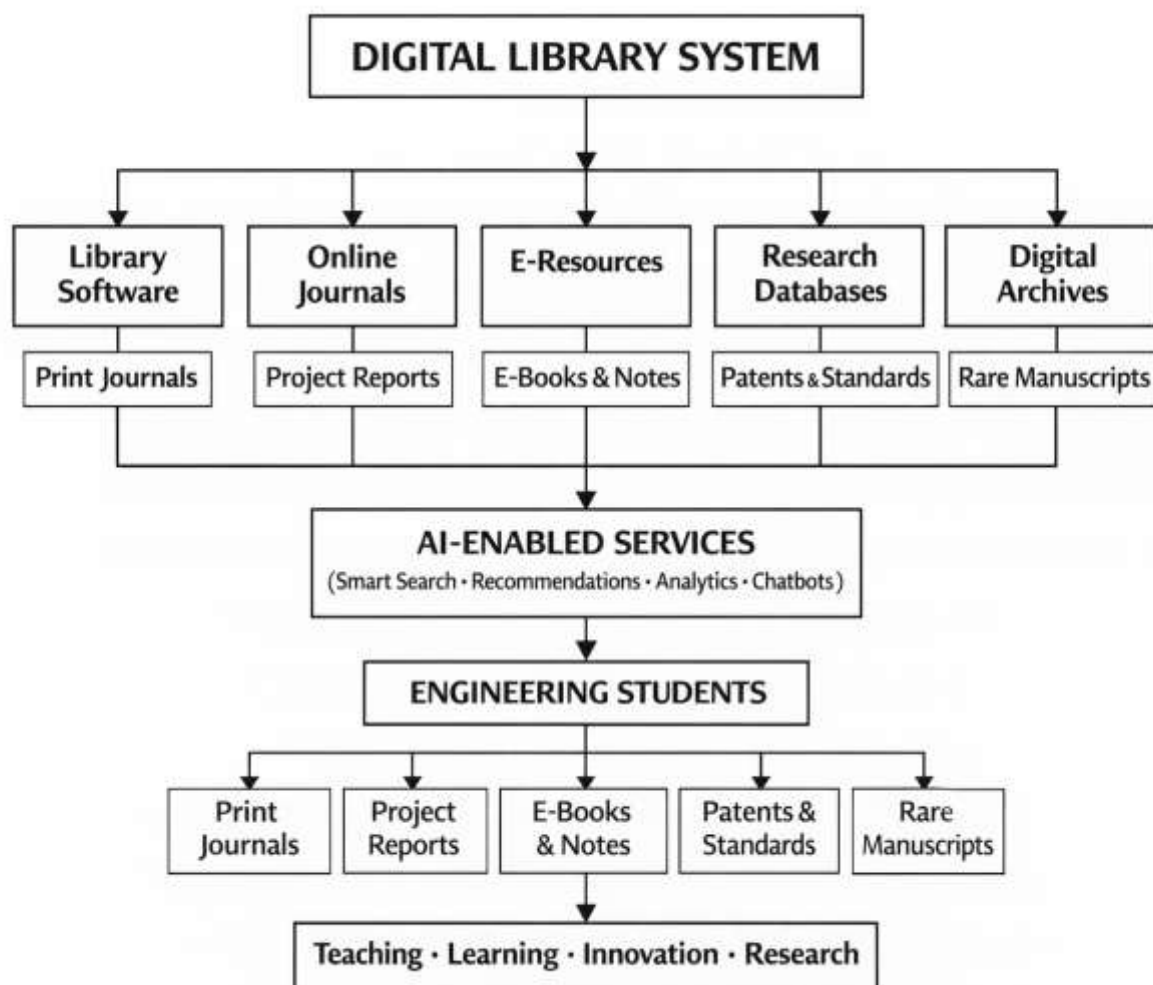 DIGITAL LIBRARY SYSTEM
Library
Software
Online
Journals
E-Resources
Research
Databases
Digital
Archives
Print Journals
Project Reports
E-Books & Notes
Patents & Standards
Rare Manuscripts
AI-ENABLED SERVICES
(Smart Search · Recommendations · Analytics · Chatbots)
ENGINEERING STUDENTS
Print
Journals
Project
Reports
E-Books
& Notes
Patents &
Standards
Rare
Manuscripts
Teaching · Learning · Innovation · Research